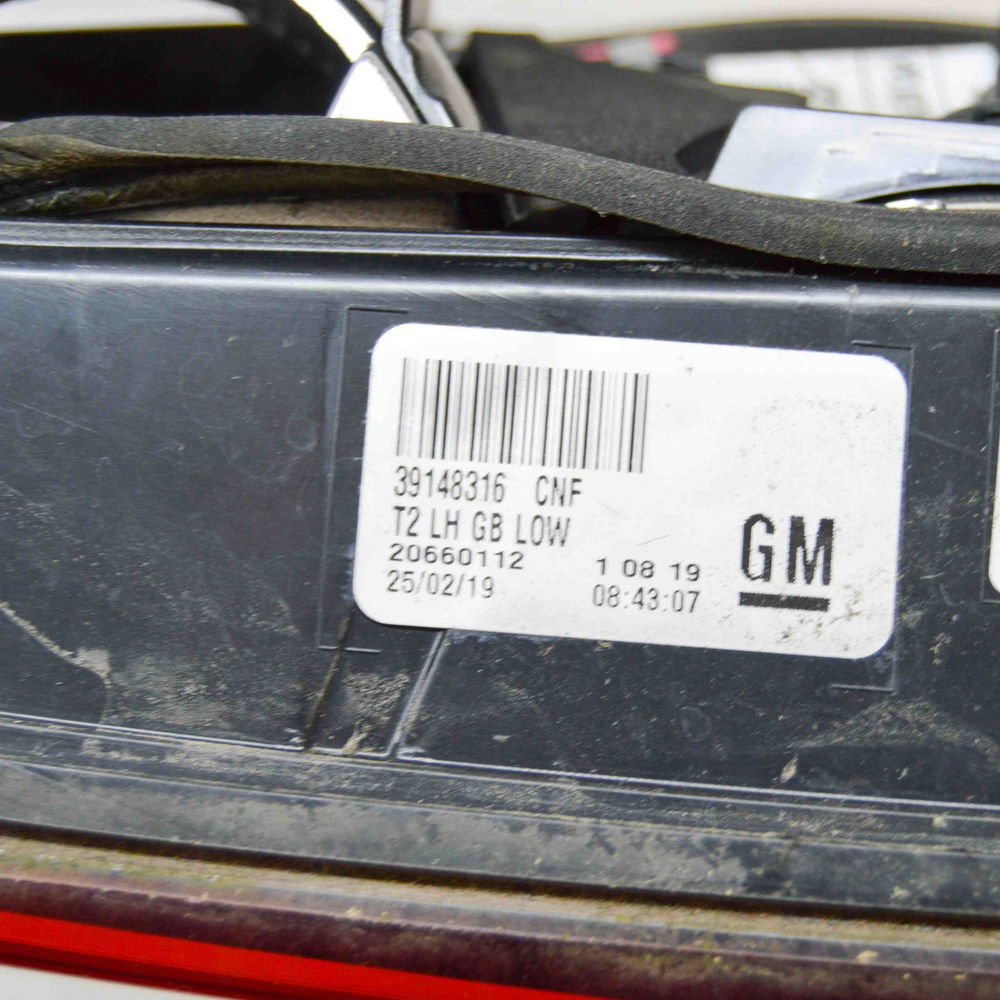 39148316 CNF
T2 LH GB LOW
20660112 1 08 19
25/02/19 08:43:07
GM